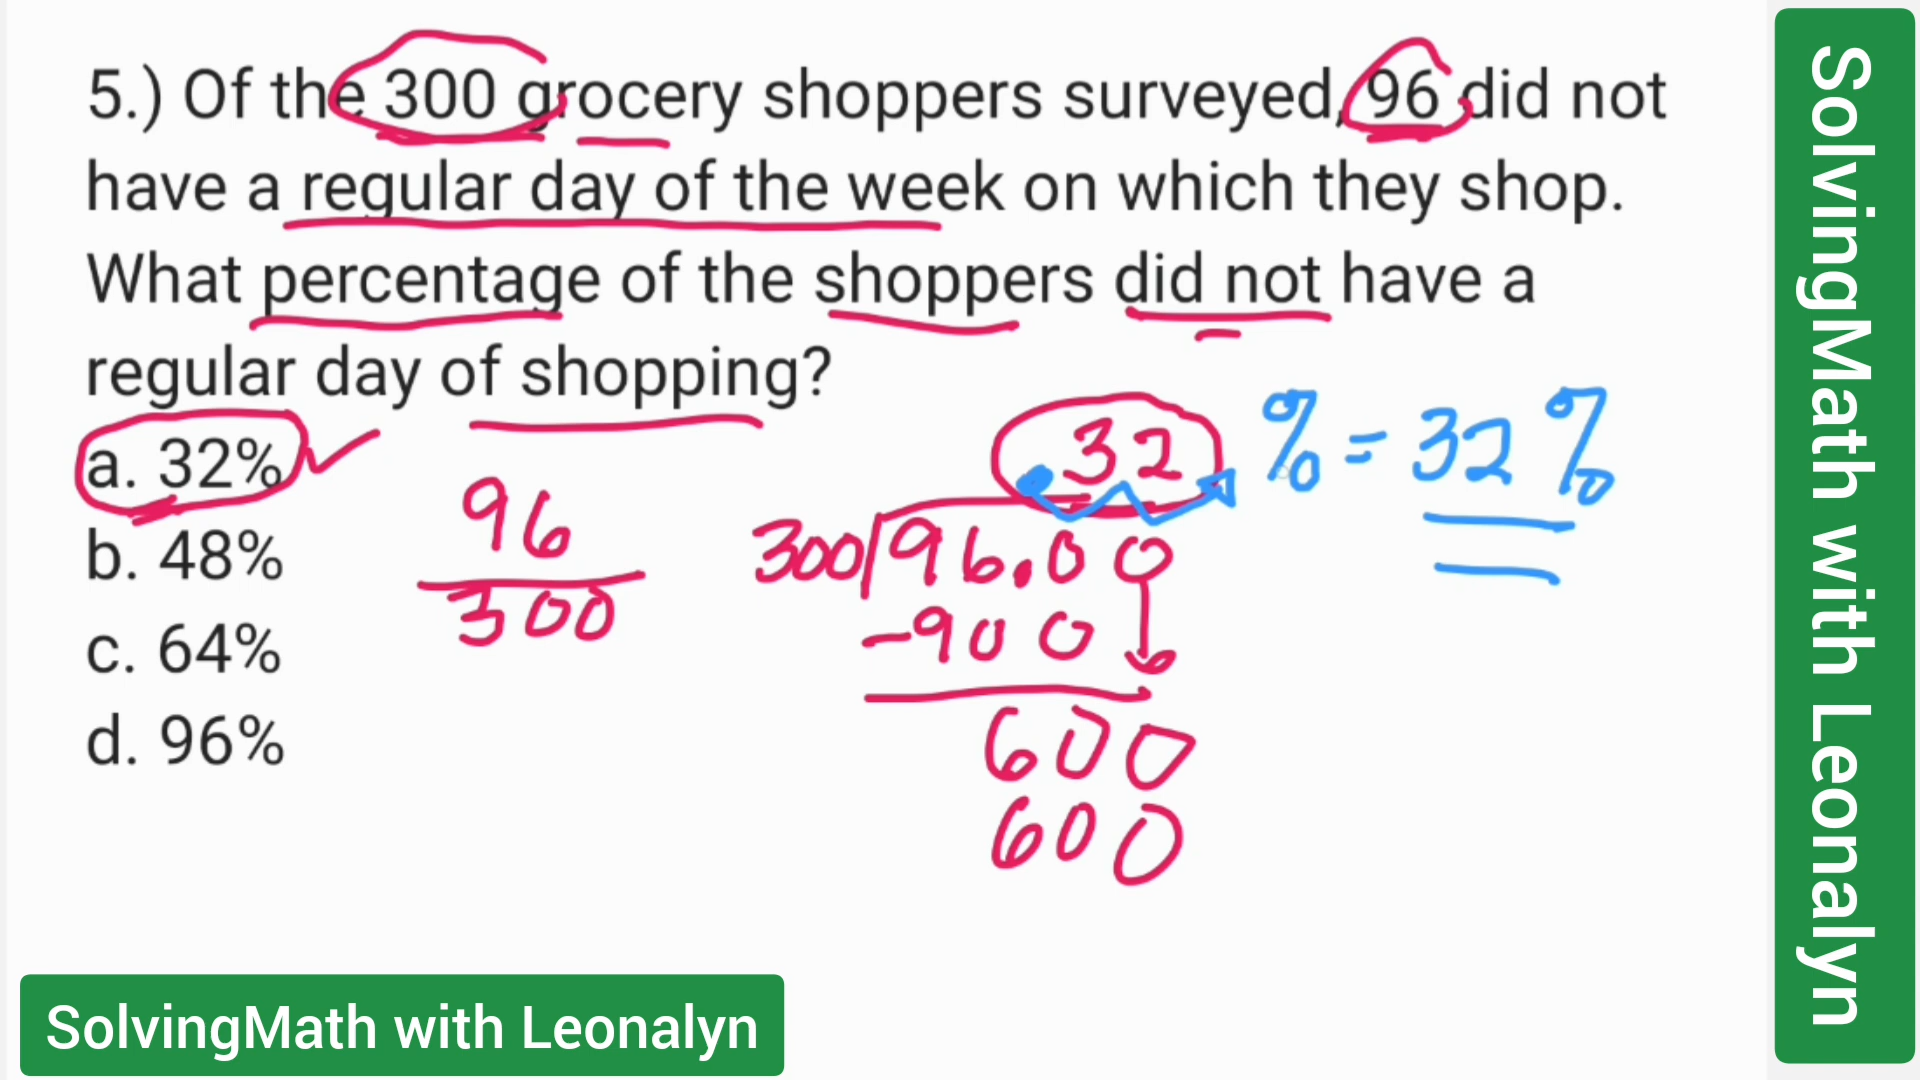 5.) Of the 300 grocery shoppers surveyed, 96 did not
have a regular day of the week on which they shop.
What percentage of the shoppers did not have a
regular day of shopping?
a. 32%
b. 48%
c. 64%
d. 96%
96
300
.32 % = 32%
300 96.00
-900
600
600
SolvingMath with Leonalyn
SolvingMath with Leonalyn